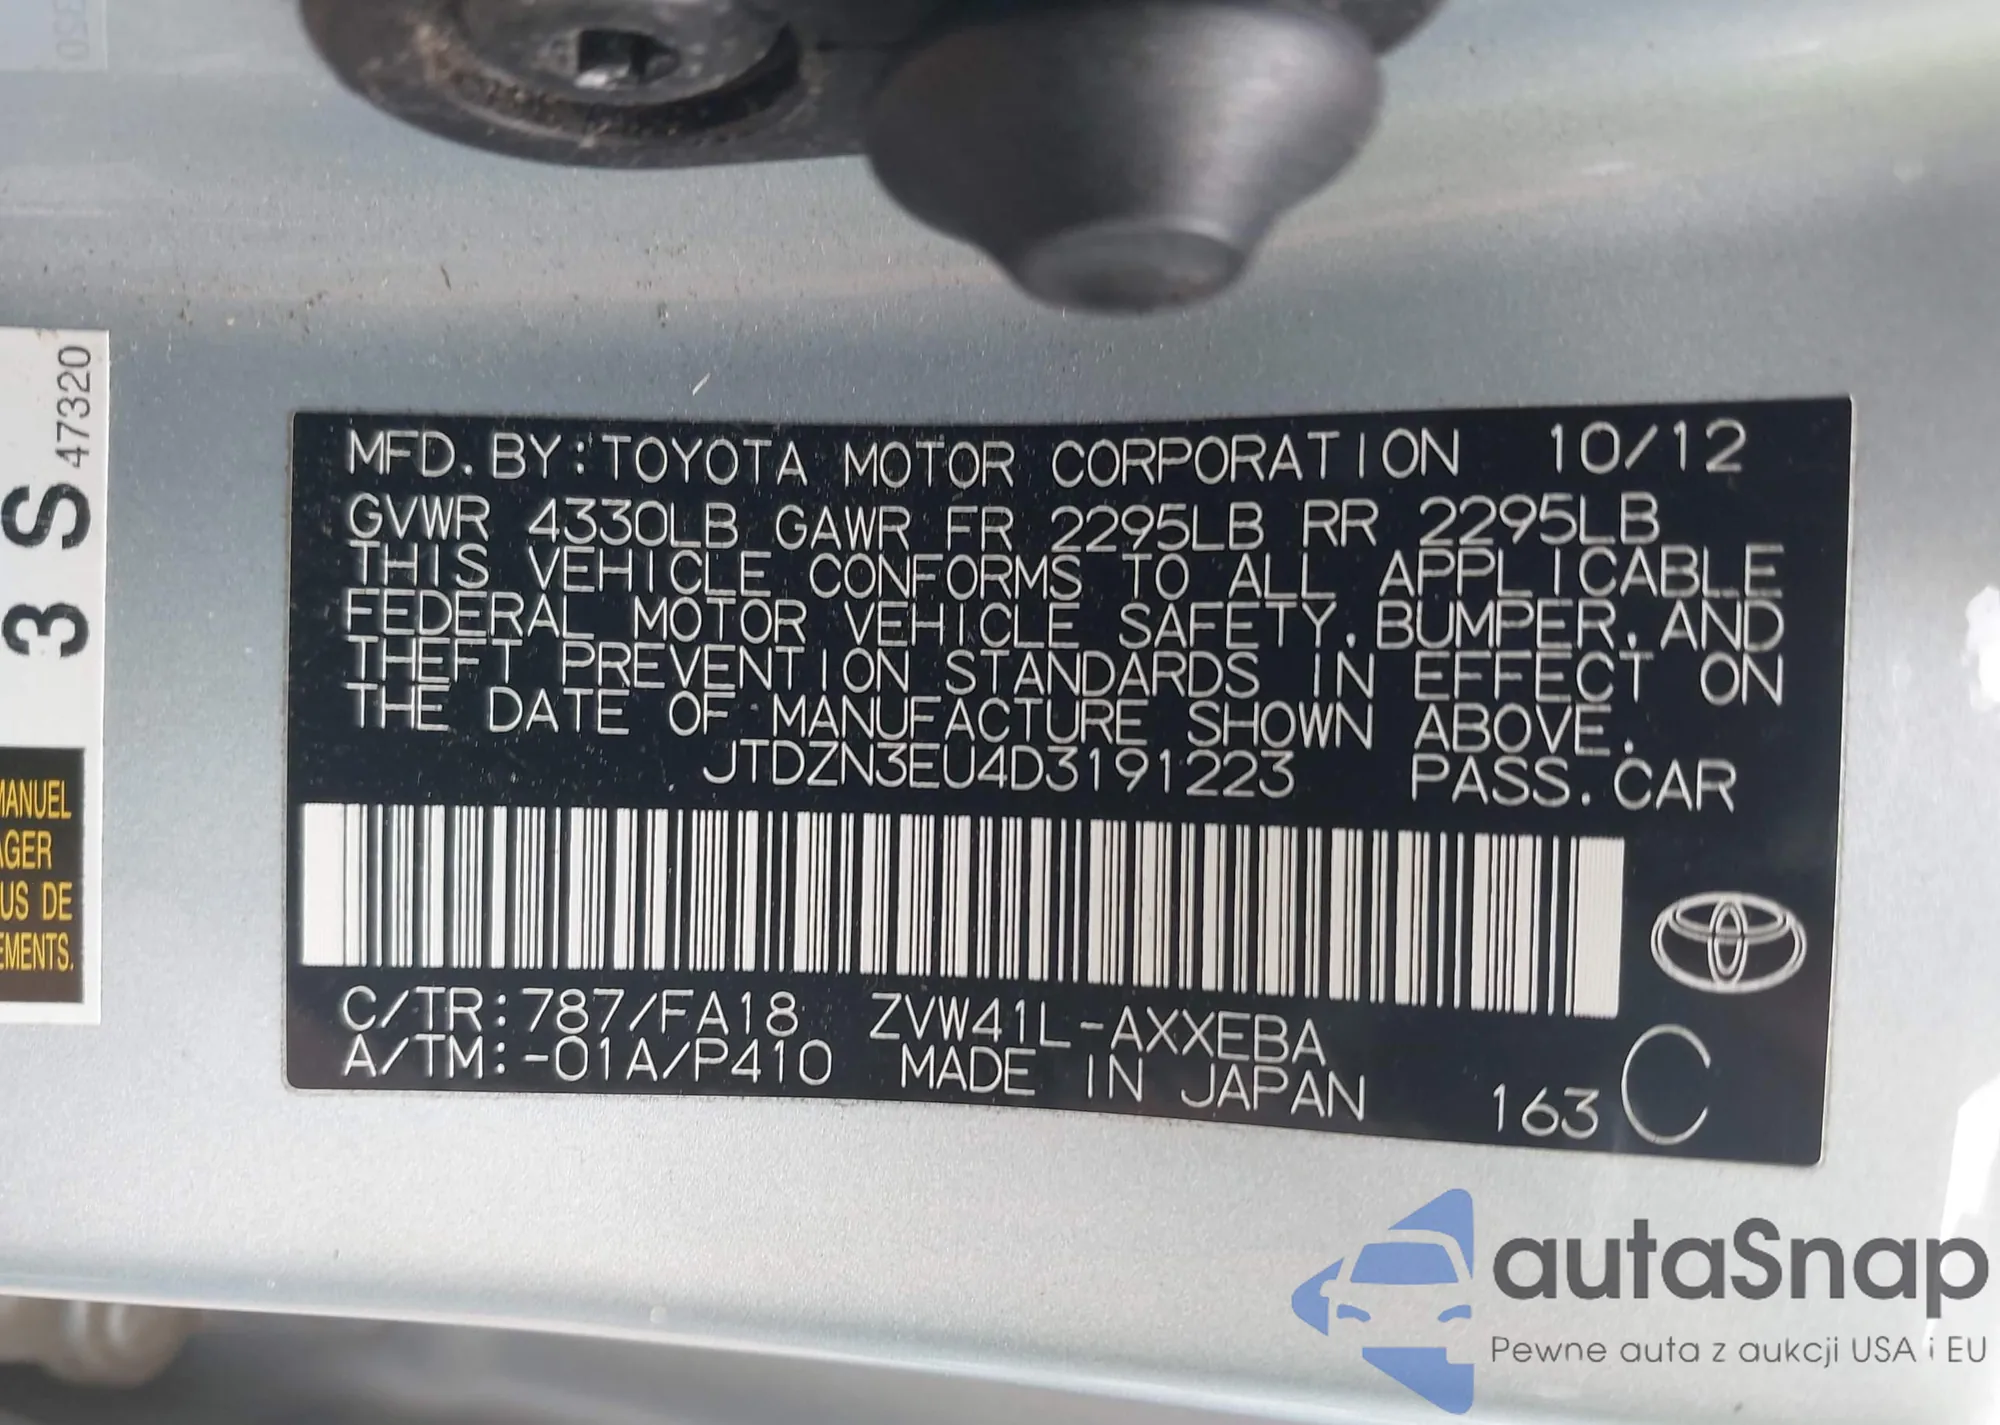 MFD. BY:TOYOTA MOTOR CORPORATION 10/12
GVWR 4330LB GAWR FR 2295LB RR 2295LB
THIS VEHICLE CONFORMS TO ALL APPLICABLE
FEDERAL MOTOR VEHICLE SAFETY, BUMPER, AND
THEFT PREVENTION STANDARDS IN EFFECT ON
THE DATE OF MANUFACTURE SHOWN ABOVE.
JTDZN3EU4D3191223 PASS. CAR
C/TR:787/FA18 ZVW41L-AXXEBA
A/TM:-01A/P410 MADE IN JAPAN 163 C
3 S 47320
MANUEL
AGER
US DE
EMENTS.
autaSnap
Pewne auta z aukcji USA i EU